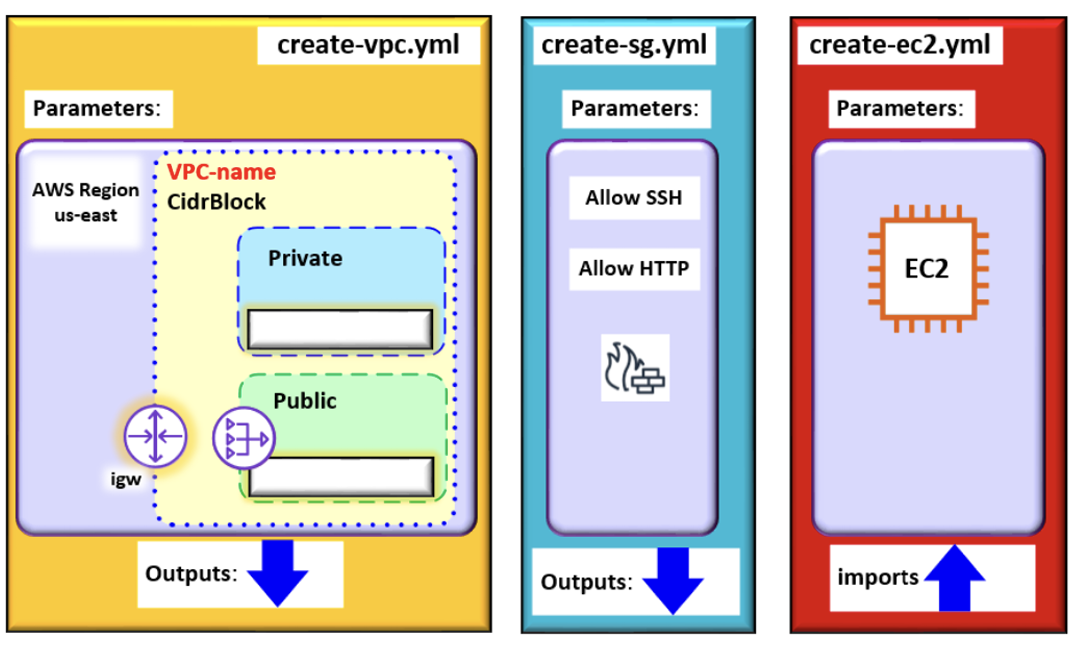 create-vpc.yml
Parameters:
AWS Region
us-east
VPC-name
CidrBlock
Private
Public
igw
Outputs:
create-sg.yml
Parameters:
Allow SSH
Allow HTTP
Outputs:
create-ec2.yml
Parameters:
EC2
imports